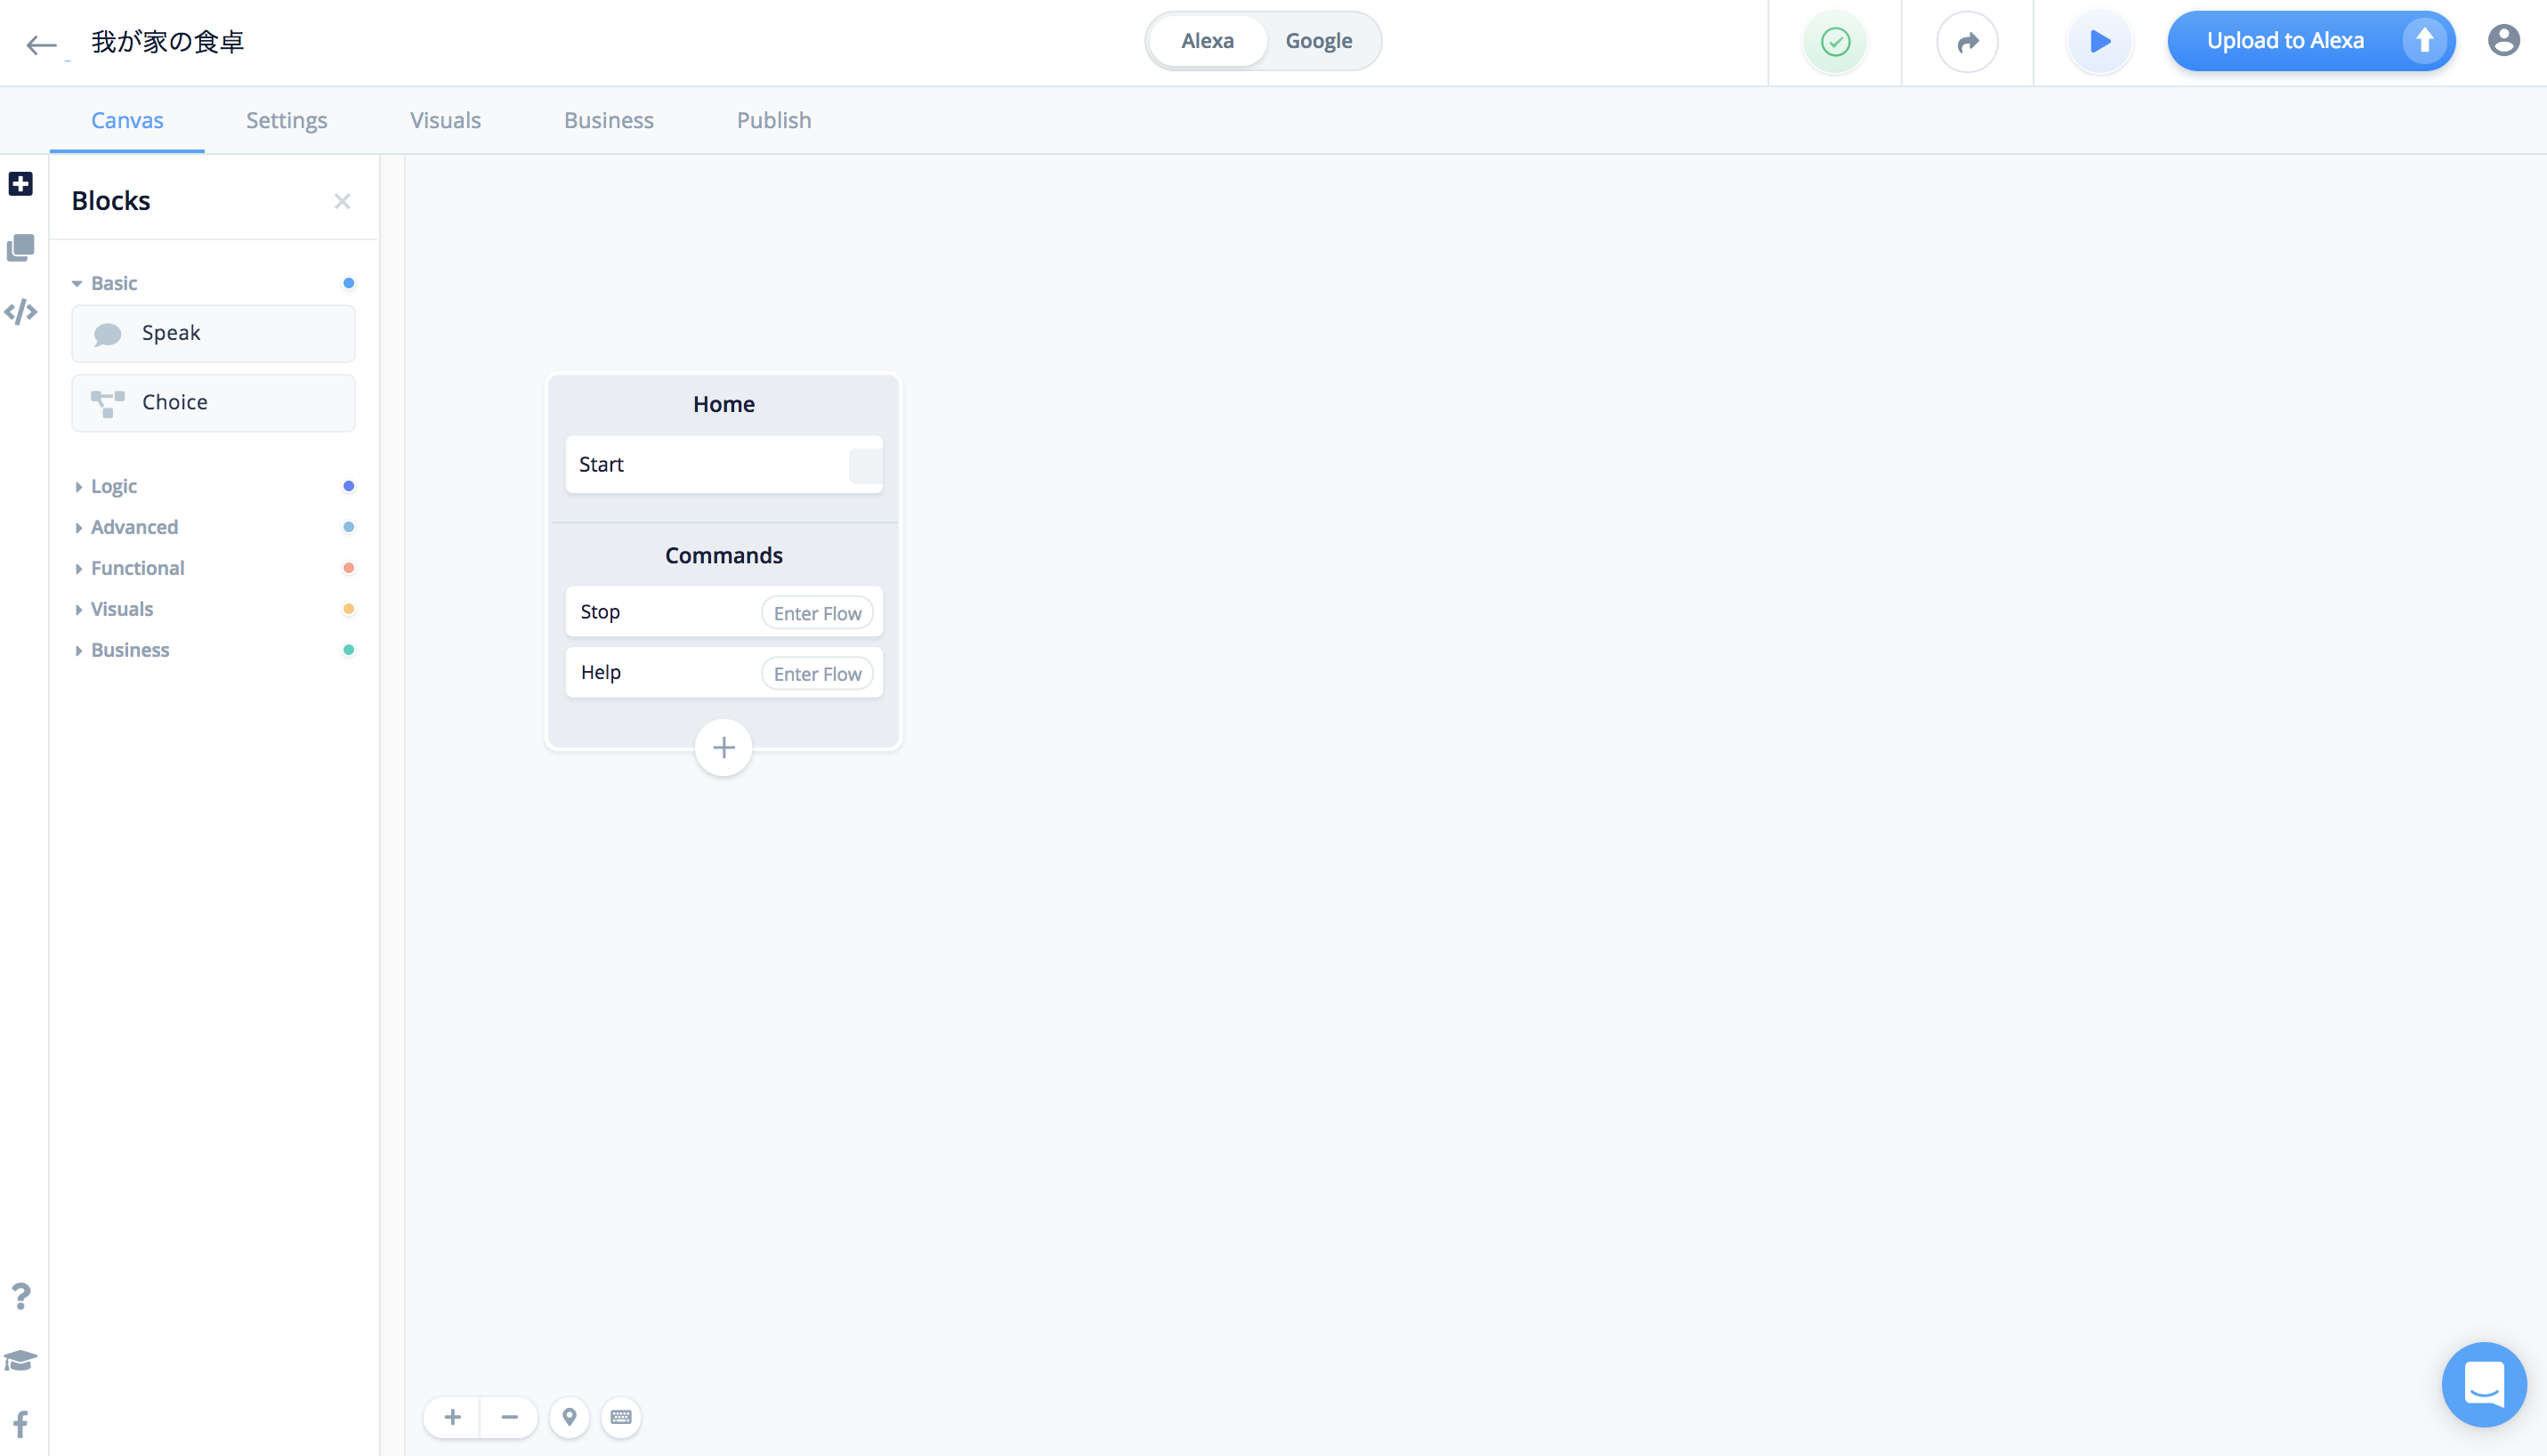 我が家の食卓
Alexa
Google
Upload to Alexa
Canvas
Settings
Visuals
Business
Publish
Blocks
Basic
Speak
Choice
Logic
Advanced
Functional
Visuals
Business
Home
Start
Commands
Stop
Enter Flow
Help
Enter Flow